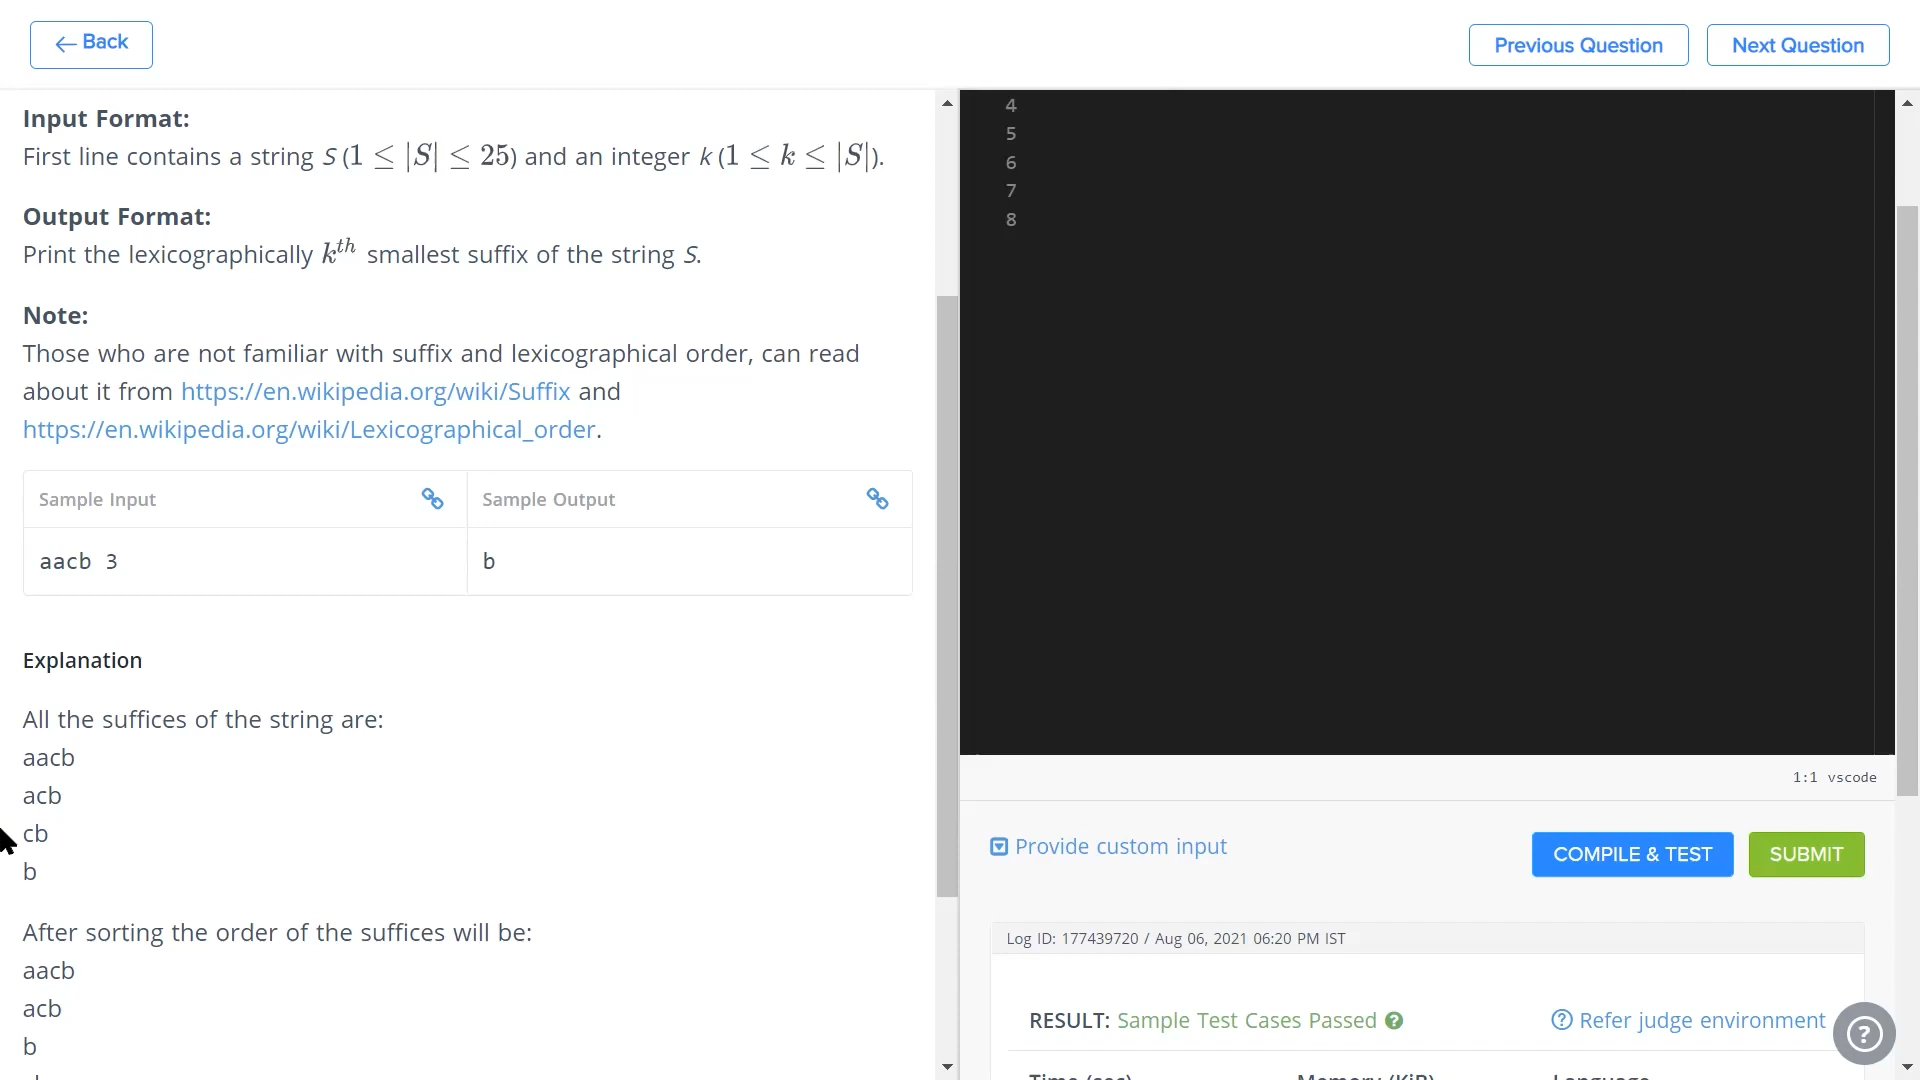 ← Back
Previous Question
Next Question
Input Format:
First line contains a string S (1 ≤ |S| ≤ 25) and an integer k (1 ≤ k ≤ |S|).
Output Format:
Print the lexicographically k^th smallest suffix of the string S.
Note:
Those who are not familiar with suffix and lexicographical order, can read
about it from https://en.wikipedia.org/wiki/Suffix and
https://en.wikipedia.org/wiki/Lexicographical_order.
Sample Input
Sample Output
aacb 3
b
Explanation
All the suffices of the string are:
aacb
acb
cb
b
After sorting the order of the suffices will be:
aacb
acb
b
4
5
6
7
8
1:1 vscode
Provide custom input
COMPILE & TEST
SUBMIT
Log ID: 177439720 / Aug 06, 2021 06:20 PM IST
RESULT: Sample Test Cases Passed ?
? Refer judge environment
?
Time (sec)
Memory (KiB)
Language